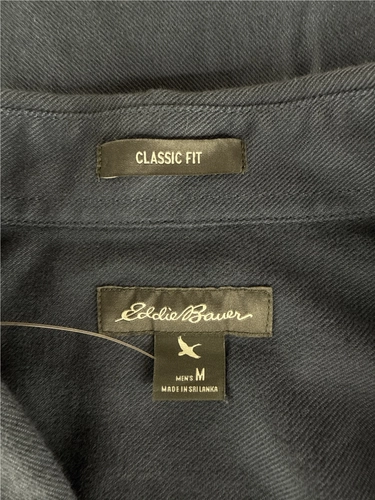 CLASSIC FIT
Eddie Bauer
MEN'S M
MADE IN SRI LANKA